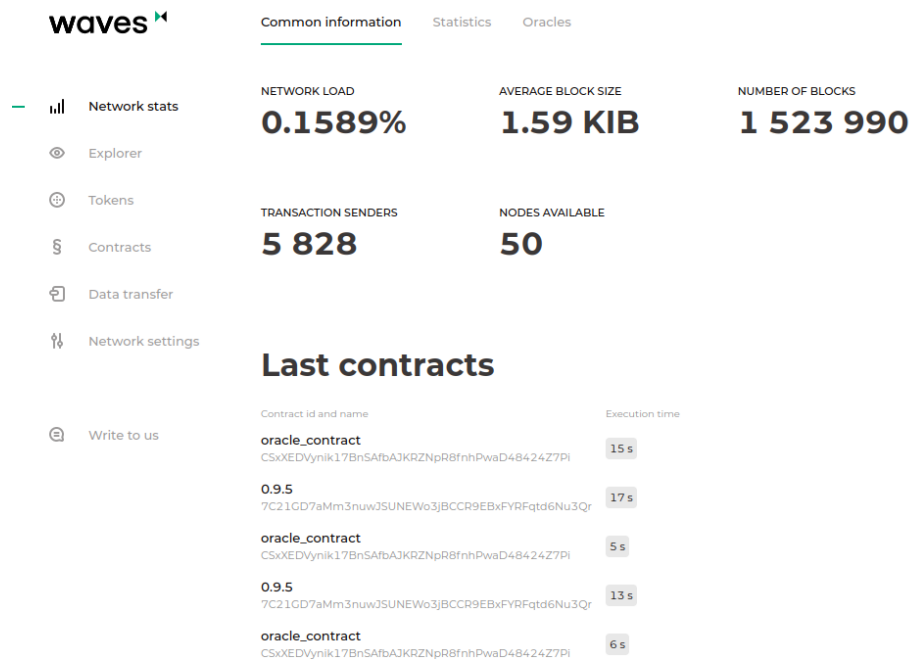 waves
Common information
Statistics
Oracles
Network stats
Explorer
Tokens
Contracts
Data transfer
Network settings
Write to us
NETWORK LOAD
0.1589%
AVERAGE BLOCK SIZE
1.59 KIB
NUMBER OF BLOCKS
1 523 990
TRANSACTION SENDERS
5 828
NODES AVAILABLE
50
Last contracts
Contract id and name
Execution time
oracle_contract
CSxXEDVynik17BnSAfbAJKRZNpR8fnhPwaD48424Z7Pi
15 s
0.9.5
7C21GD7aMm3nuwJSUNEWo3jBCCR9EBxFYRFqtd6Nu3Qr
17 s
oracle_contract
CSxXEDVynik17BnSAfbAJKRZNpR8fnhPwaD48424Z7Pi
5 s
0.9.5
7C21GD7aMm3nuwJSUNEWo3jBCCR9EBxFYRFqtd6Nu3Qr
13 s
oracle_contract
CSxXEDVynik17BnSAfbAJKRZNpR8fnhPwaD48424Z7Pi
6 s